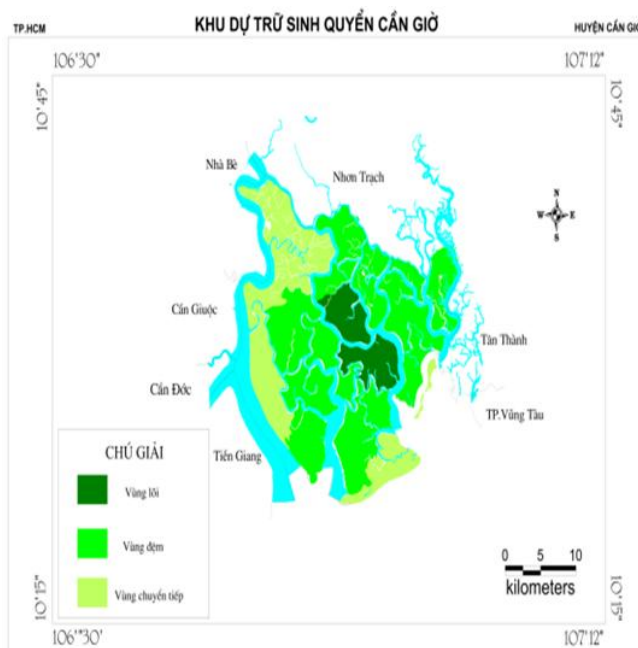 TP.HCM
KHU DỰ TRỮ SINH QUYỂN CẦN GIỜ
HUYỆN CẦN GIỜ
106°30'
107°12"
10°45"
10°45"
Nhà Bè
Nhơn Trạch
N
W E
S
Cần Giuộc
Tân Thành
Cần Đớc
TP.Vũng Tàu
Tiền Giang
CHÚ GIẢI
Vùng lõi
Vùng đệm
Vùng chuyển tiếp
0 5 10
kilometers
10°15"
10°15"
106°30'
107°12"